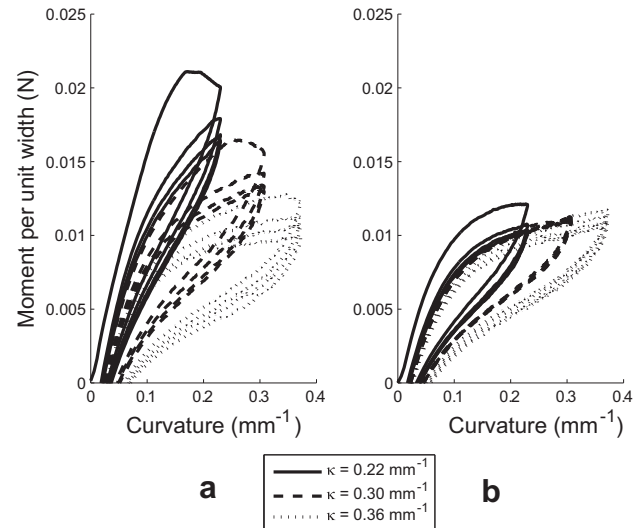 0.025
0.02
0.015
0.01
0.005
0
0 0.1 0.2 0.3 0.4
Moment per unit width (N)
Curvature (mm⁻¹)
a
0.025
0.02
0.015
0.01
0.005
0
0 0.1 0.2 0.3 0.4
Curvature (mm⁻¹)
b
κ = 0.22 mm⁻¹
κ = 0.30 mm⁻¹
κ = 0.36 mm⁻¹